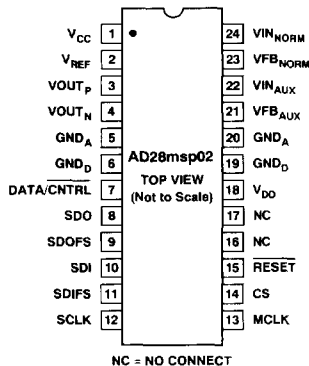 VCC 1 24 VINNORM
VREF 2 23 VFBNORM
VOUTP 3 22 VINAUX
VOUTN 4 21 VFBAUX
GNDA 5 20 GNDA
GNDD 6 19 GNDD
AD28msp02
TOP VIEW
(Not to Scale)
DATA/CNTRL 7 18 VDD
SDO 8 17 NC
SDOFS 9 16 NC
SDI 10 15 RESET
SDIFS 11 14 CS
SCLK 12 13 MCLK
NC = NO CONNECT